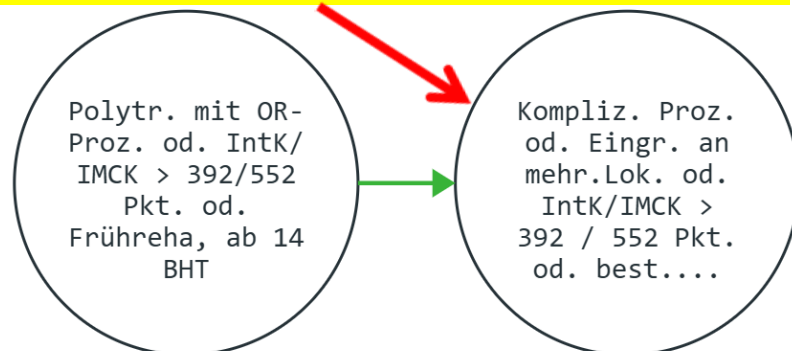 Polytr. mit OR-
Proz. od. IntK/
IMCK > 392/552
Pkt. od.
Frühreha, ab 14
BHT
Kompliz. Proz.
od. Eingr. an
mehr.Lok. od.
IntK/IMCK >
392 / 552 Pkt.
od. best....